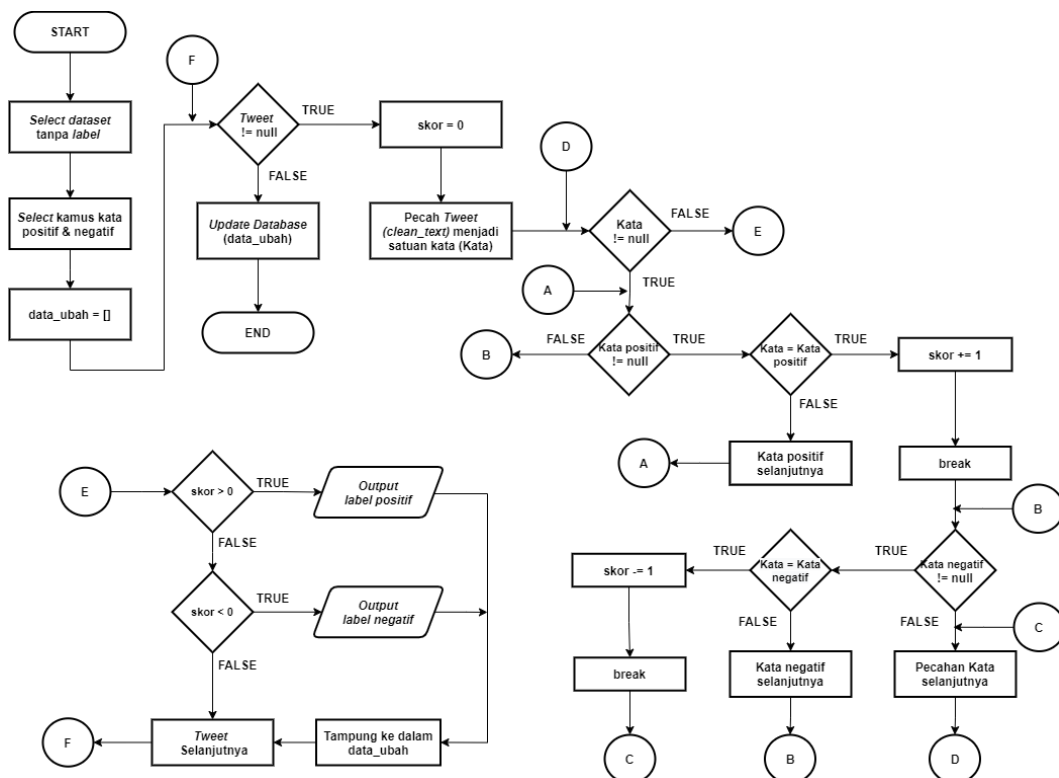 START
Select dataset
tanpa label
Select kamus kata
positif & negatif
data_ubah = []
F
Tweet
!= null
TRUE
FALSE
Update Database
(data_ubah)
END
skor = 0
Pecah Tweet
(clean_text) menjadi
satuan kata (Kata)
D
Kata
!= null
FALSE
E
TRUE
A
Kata positif
!= null
FALSE
B
TRUE
Kata = Kata
positif
TRUE
skor += 1
FALSE
Kata positif
selanjutnya
A
break
B
Kata negatif
!= null
TRUE
Kata = Kata
negatif
TRUE
skor -= 1
break
C
FALSE
Kata negatif
selanjutnya
B
FALSE
C
Pecahan Kata
selanjutnya
D
E
skor > 0
TRUE
Output
label positif
FALSE
skor < 0
TRUE
Output
label negatif
FALSE
Tampung ke dalam
data_ubah
Tweet
Selanjutnya
F